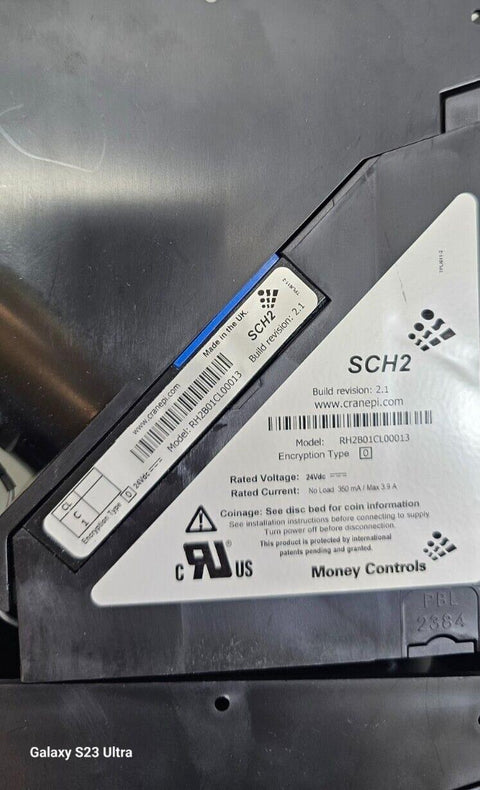 TPL/611-2
SCH2
Build revision: 2.1
www.cranepi.com
Model: RH2B01CL00013
Encryption Type 0
Rated Voltage: 24Vdc
Rated Current: No Load 350 mA / Max 3.9 A
Coinage: See disc bed for coin information
See installation instructions before connecting to supply.
Turn power off before disconnection.
This product is protected by international
patents pending and granted.
C RU ® US
Money Controls
Made in the UK.
SCH2
Build revision: 2.1
www.cranepi.com
Model: RH2B01CL00013
24Vdc
Encryption Type 0
CL
C
1
PBL
2384
Galaxy S23 Ultra